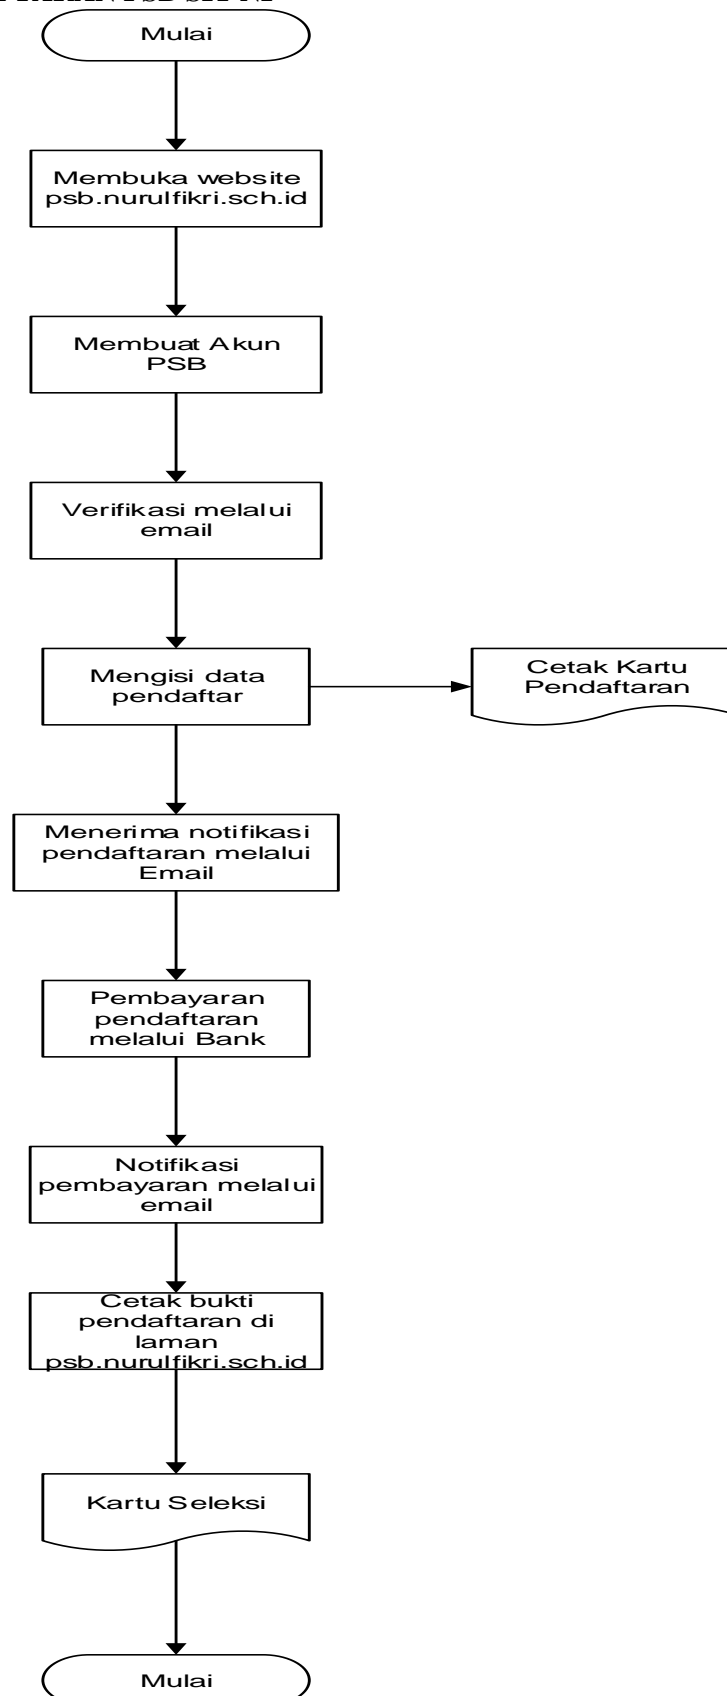 Mulai
Membuka website
psb.nurulfikri.sch.id
Membuat Akun
PSB
Verifikasi melalui
email
Mengisi data
pendaftar
Cetak Kartu
Pendaftaran
Menerima notifikasi
pendaftaran melalui
Email
Pembayaran
pendaftaran
melalui Bank
Notifikasi
pembayaran melalui
email
Cetak bukti
pendaftaran di
laman
psb.nurulfikri.sch.id
Kartu Seleksi
Mulai